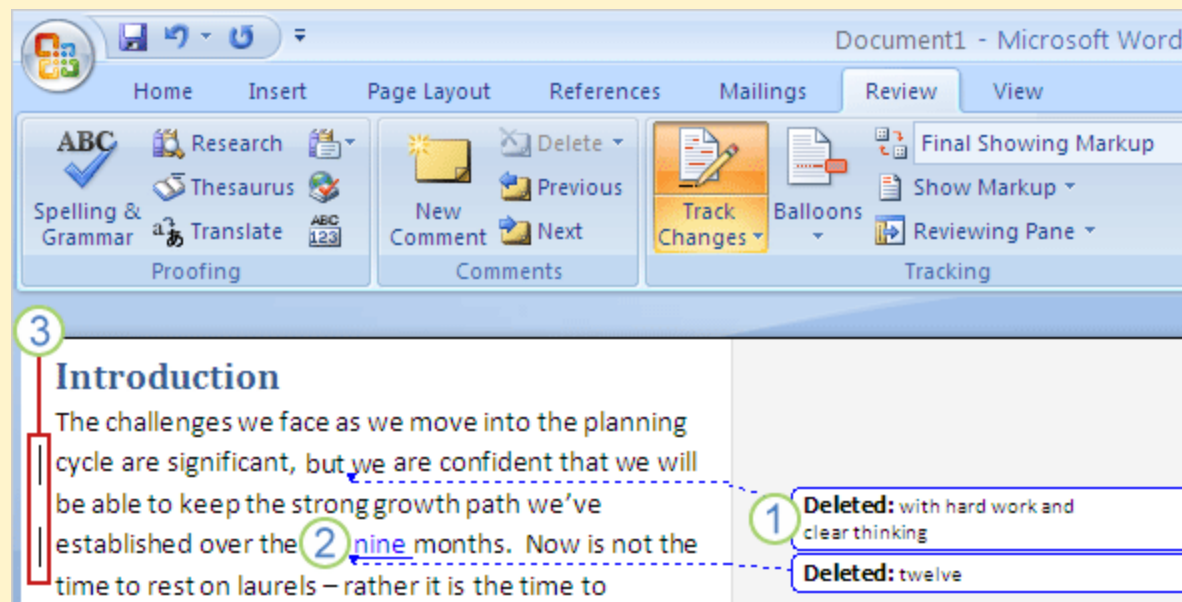 Document1 - Microsoft Word
Home Insert Page Layout References Mailings Review View
ABC Research Delete Final Showing Markup
Thesaurus Previous Show Markup
Spelling & Grammar
aあ Translate
ABC 123
New Comment
Next
Track Changes
Balloons
Reviewing Pane
Proofing Comments Tracking
3
Introduction
The challenges we face as we move into the planning
cycle are significant, but we are confident that we will
be able to keep the strong growth path we’ve
established over the 2 nine months. Now is not the
time to rest on laurels – rather it is the time to
1
Deleted: with hard work and
clear thinking
Deleted: twelve